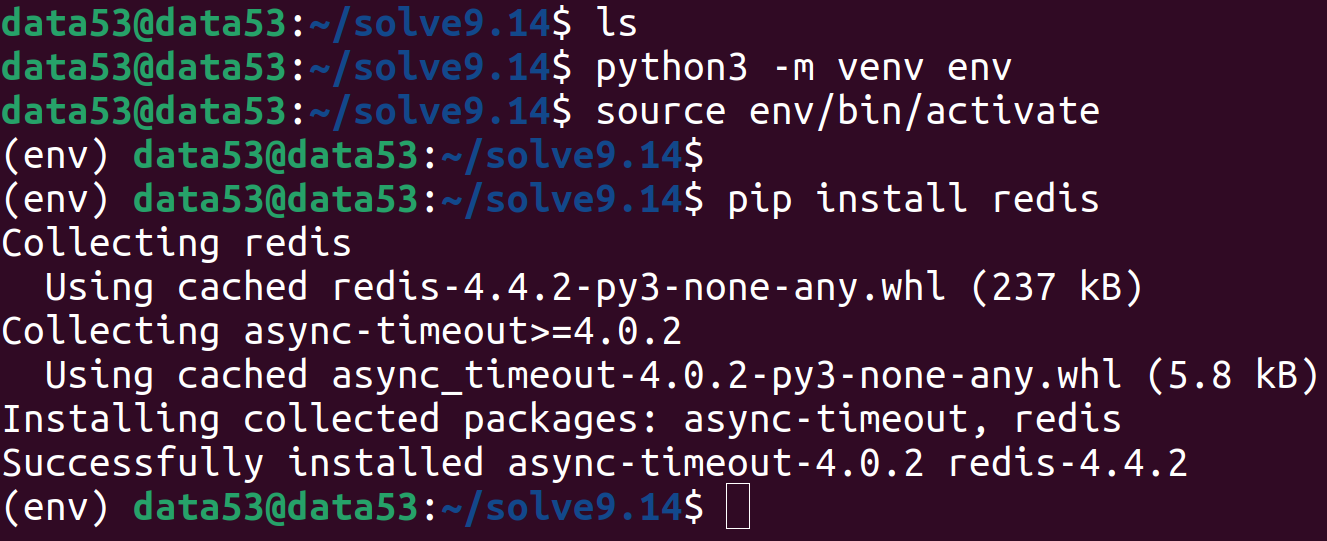 data53@data53:~/solve9.14$ ls
data53@data53:~/solve9.14$ python3 -m venv env
data53@data53:~/solve9.14$ source env/bin/activate
(env) data53@data53:~/solve9.14$
(env) data53@data53:~/solve9.14$ pip install redis
Collecting redis
  Using cached redis-4.4.2-py3-none-any.whl (237 kB)
Collecting async-timeout>=4.0.2
  Using cached async_timeout-4.0.2-py3-none-any.whl (5.8 kB)
Installing collected packages: async-timeout, redis
Successfully installed async-timeout-4.0.2 redis-4.4.2
(env) data53@data53:~/solve9.14$